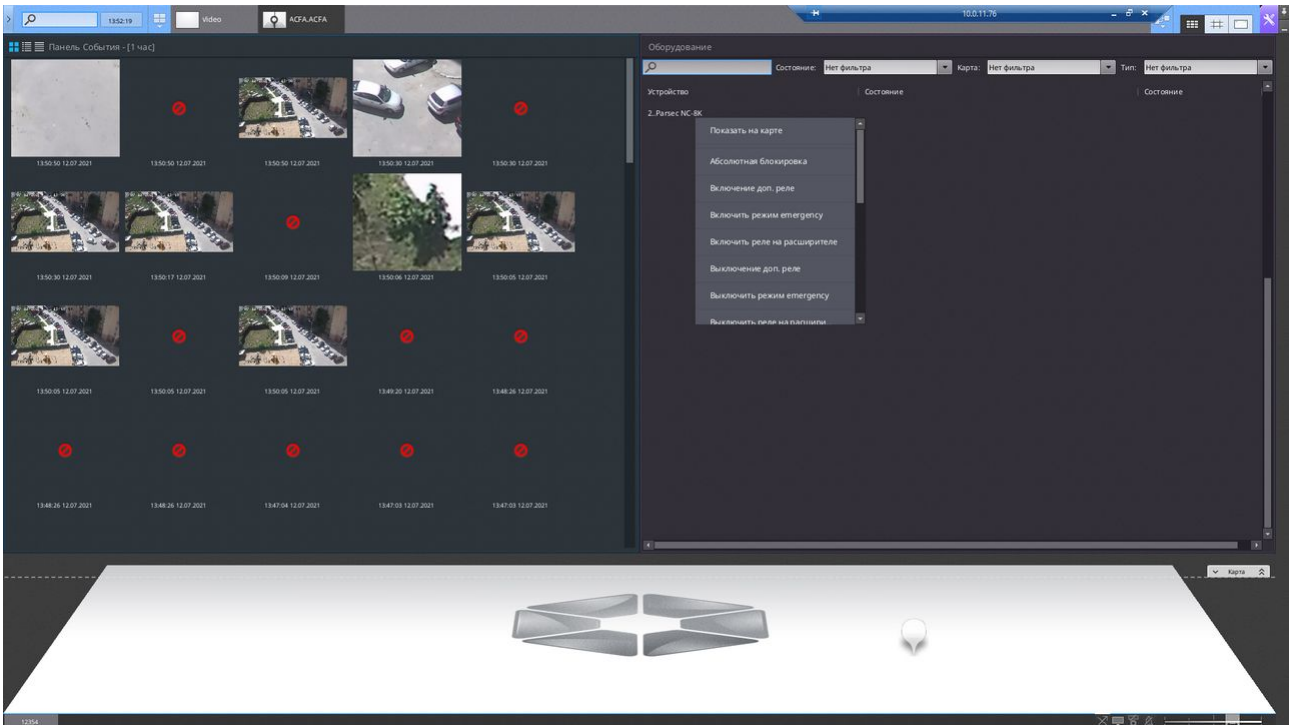 13:52:19
video
ACFA.ACFA
10.0.11.76
Панель События - [1 час]
13:50:50 12.07.2021
13:50:50 12.07.2021
13:50:50 12.07.2021
13:50:30 12.07.2021
13:50:30 12.07.2021
13:50:30 12.07.2021
13:50:17 12.07.2021
13:50:09 12.07.2021
13:50:06 12.07.2021
13:50:05 12.07.2021
13:50:05 12.07.2021
13:50:05 12.07.2021
13:50:05 12.07.2021
13:49:20 12.07.2021
13:48:26 12.07.2021
13:48:26 12.07.2021
13:48:26 12.07.2021
13:47:04 12.07.2021
13:47:03 12.07.2021
13:47:03 12.07.2021
Оборудование
Состояние: Нет фильтра Карта: Нет фильтра Тип: Нет фильтра
Устройство Состояние Состояние
2..Parsec NC-8K
Показать на карте
Абсолютная блокировка
Включение доп. реле
Включить режим emergency
Включить реле на расширителе
Выключение доп. реле
Выключить режим emergency
Выключить реле на расшири...
Карта
12354